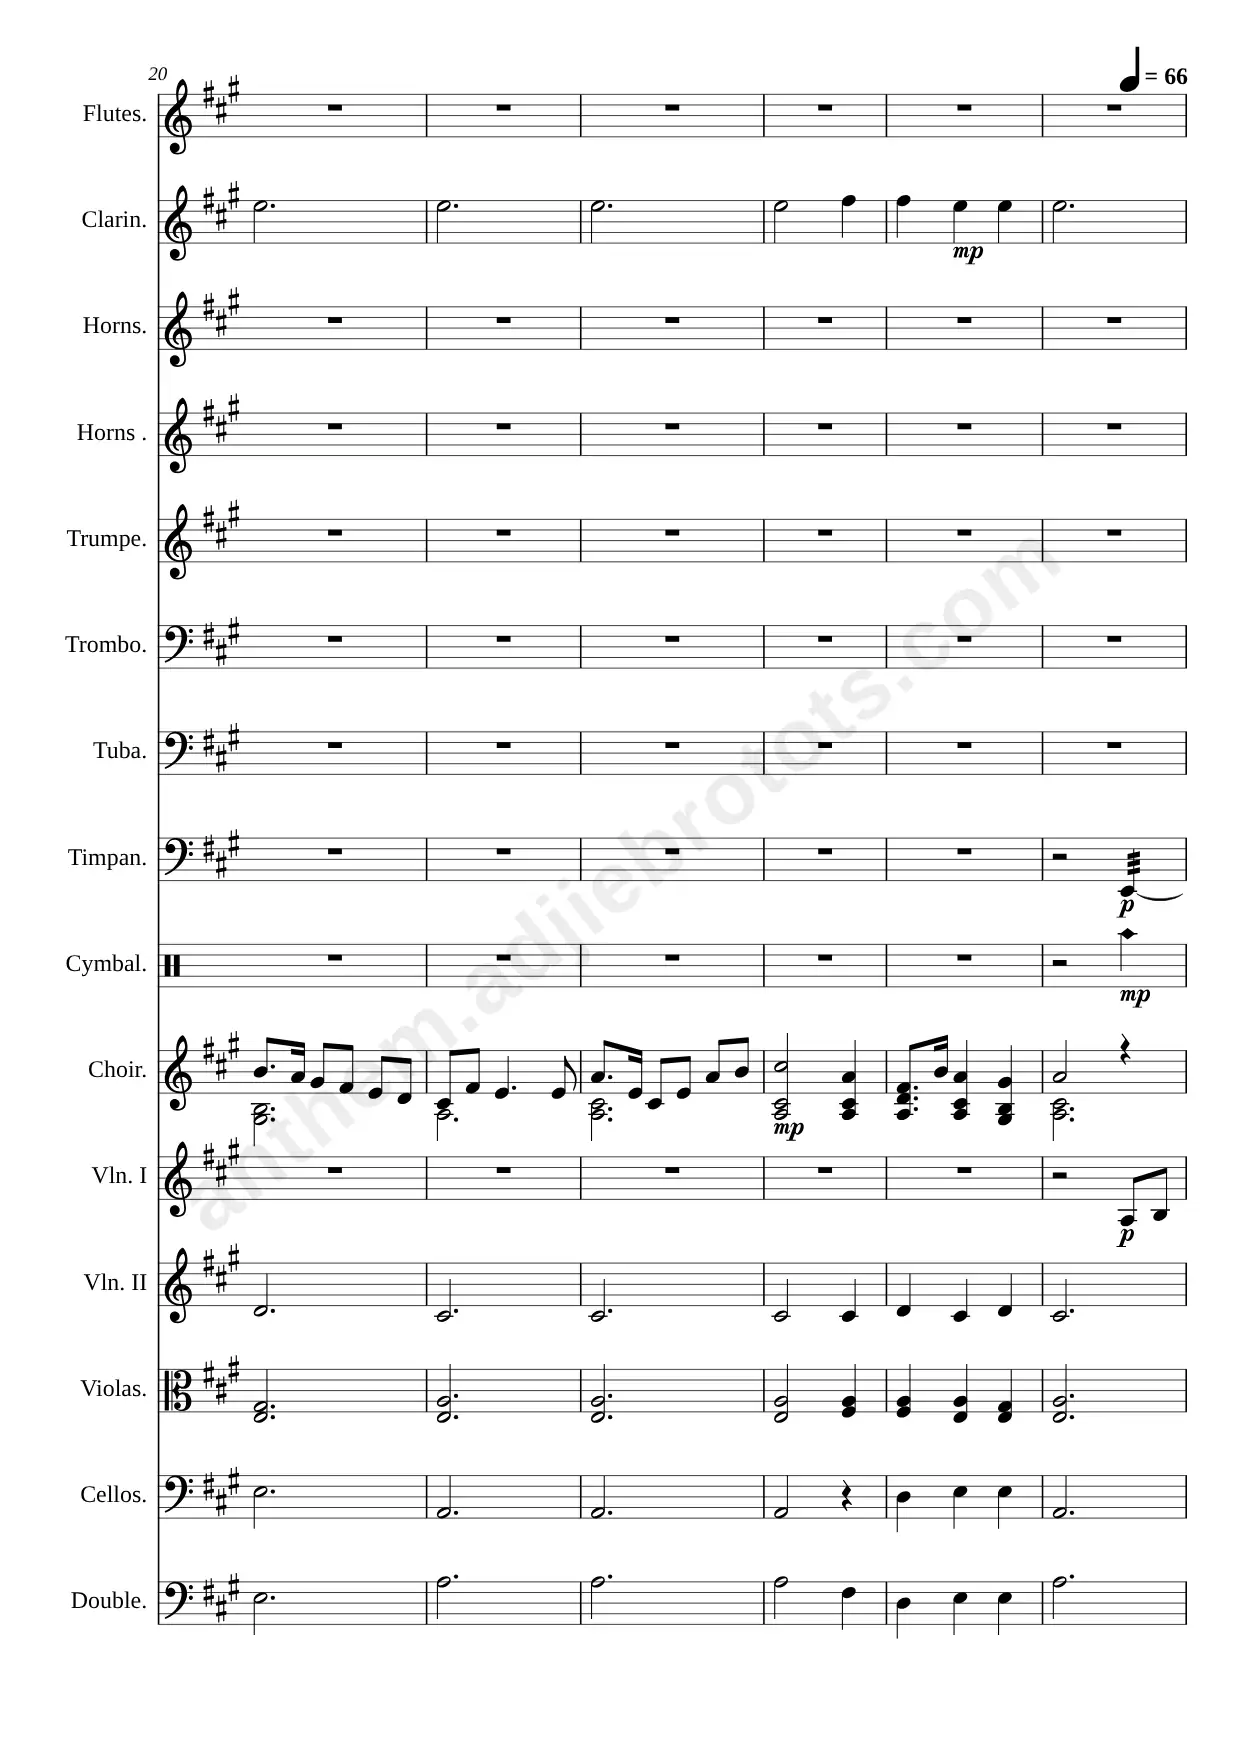 20
= 66
Flutes.
Clarin.
mp
Horns.
Horns .
Trumpe.
Trombo.
Tuba.
Timpan.
p
Cymbal.
mp
Choir.
mp
Vln. I
p
Vln. II
Violas.
Cellos.
Double.
anthem.adjiebrotots.com